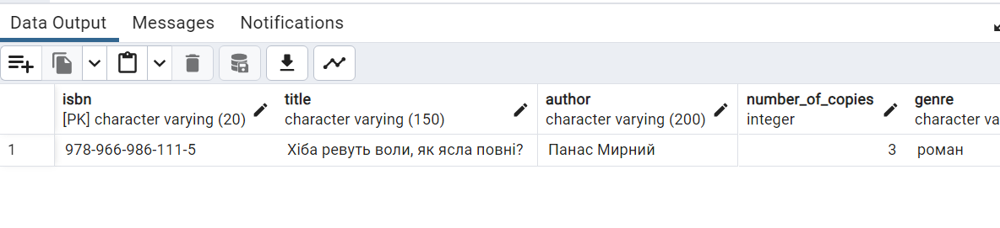 Data Output Messages Notifications
isbn title author number_of_copies genre
[PK] character varying (20) character varying (150) character varying (200) integer character va
1 978-966-986-111-5 Хіба ревуть воли, як ясла повні? Панас Мирний 3 роман